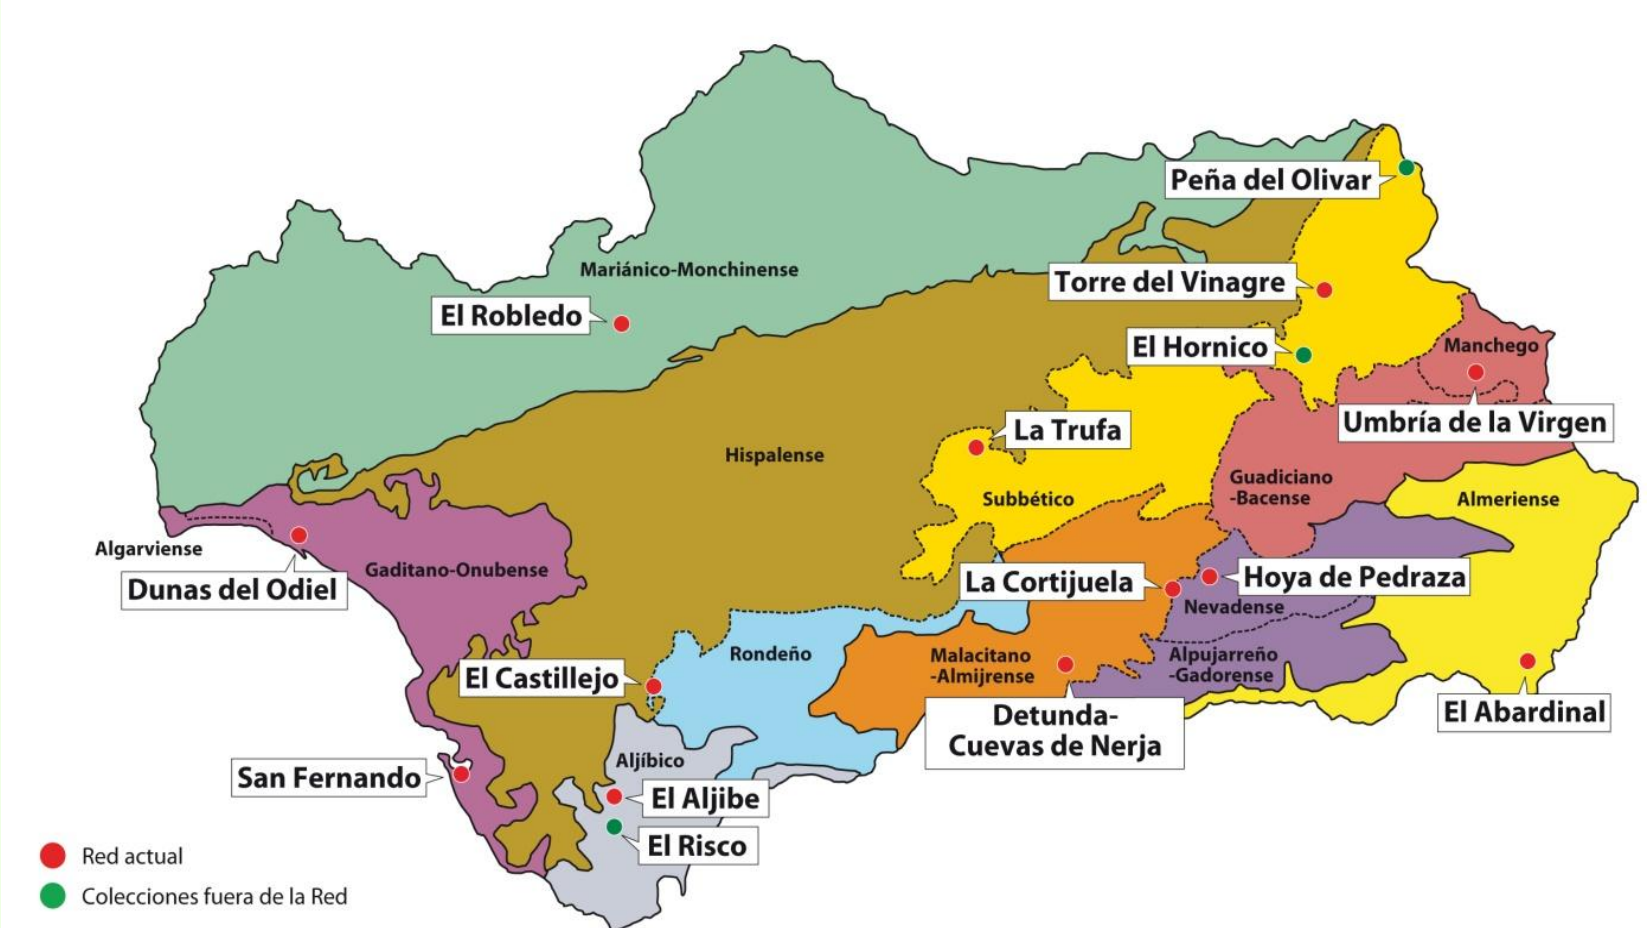 Peña del Olivar
Mariánico-Monchinense
Torre del Vinagre
El Robledo
El Hornico
Manchego
Umbría de la Virgen
La Trufa
Hispalense
Guadiciano
-Bacense
Subbético
Almeriense
Algarviense
Gaditano-Onubense
Dunas del Odiel
La Cortijuela
Hoya de Pedraza
Nevadense
Rondeño
Malacitano
-Almijrense
Alpujarreño
-Gadorense
El Castillejo
El Abardinal
Detunda-
Cuevas de Nerja
Aljíbico
San Fernando
El Aljibe
El Risco
Red actual
Colecciones fuera de la Red